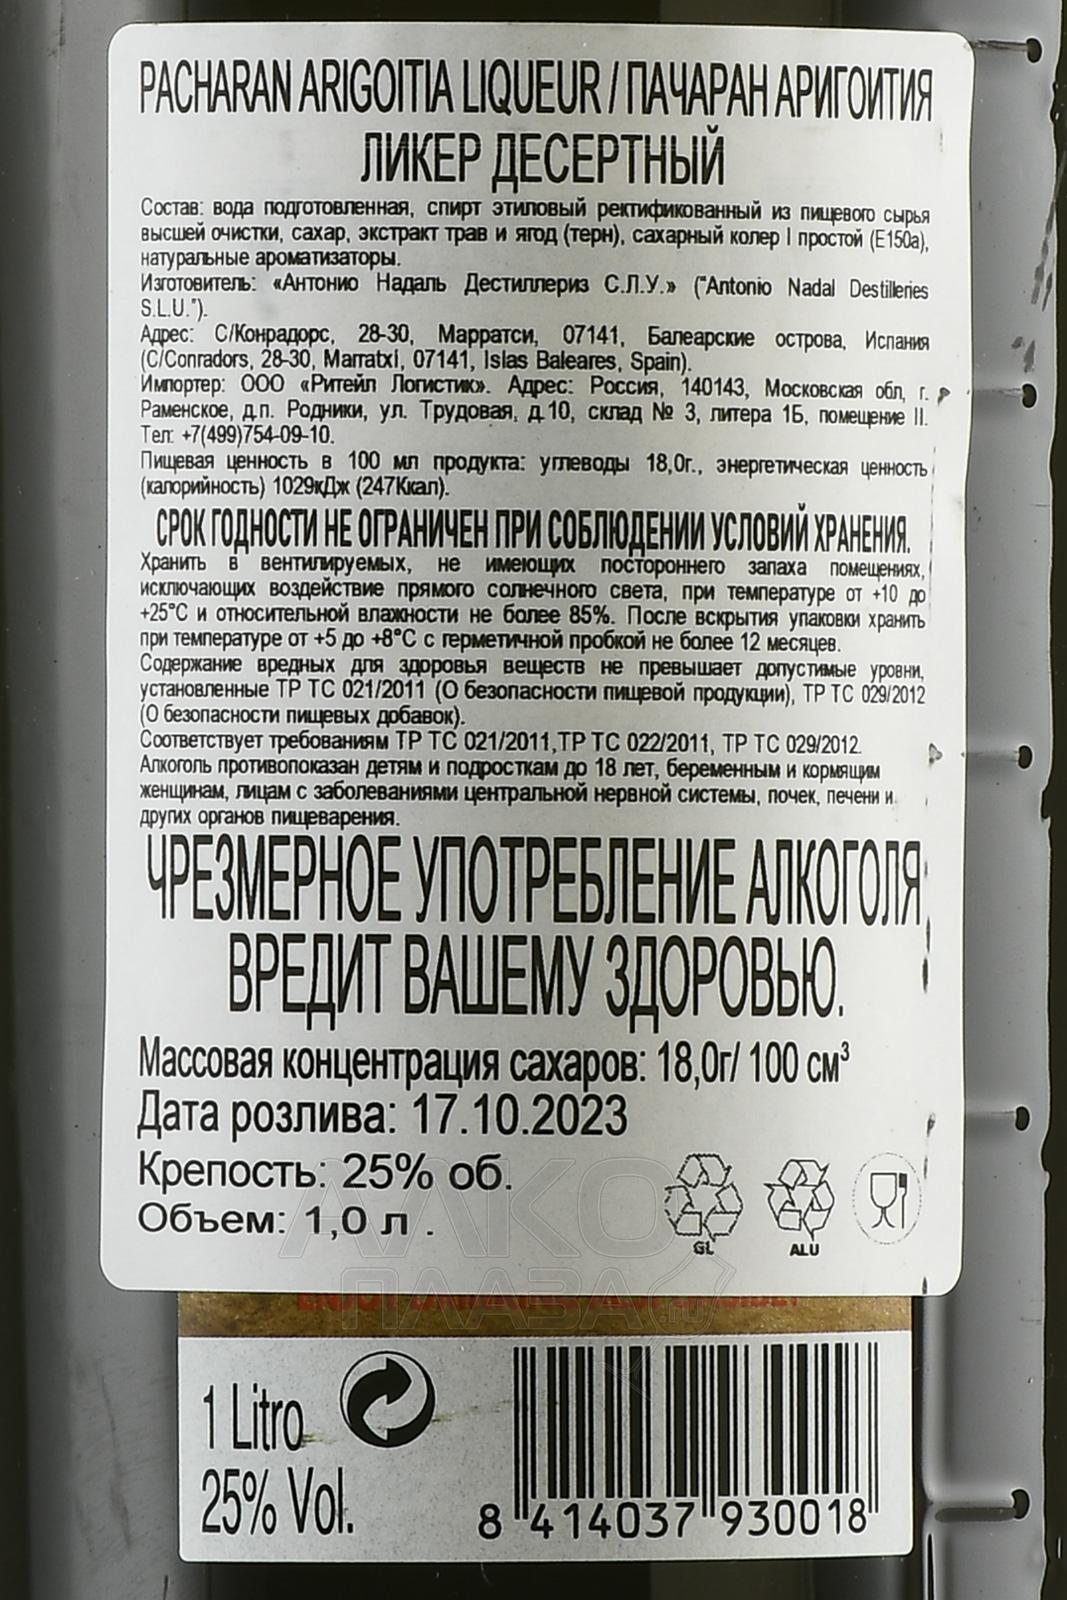 PACHARAN ARIGOITIA LIQUEUR / ПАЧАРАН АРИГОИТИЯ
ЛИКЕР ДЕСЕРТНЫЙ
Состав: вода подготовленная, спирт этиловый ректификованный из пищевого сырья
высшей очистки, сахар, экстракт трав и ягод (терн), сахарный колер I простой (Е150а),
натуральные ароматизаторы.
Изготовитель: «Антонио Надаль Дестиллериз С.Л.У.» ("Antonio Nadal Destilleries
S.L.U.").
Адрес: С/Конрадорс, 28-30, Марратси, 07141, Балеарские острова, Испания
(C/Conradors, 28-30, Marratxi, 07141, Islas Baleares, Spain).
Импортер: ООО «Ритейл Логистик». Адрес: Россия, 140143, Московская обл, г.
Раменское, д.п. Родники, ул. Трудовая, д.10, склад № 3, литера 1Б, помещение II.
Тел: +7(499)754-09-10.
Пищевая ценность в 100 мл продукта: углеводы 18,0г., энергетическая ценность
(калорийность) 1029кДж (247Ккал).
СРОК ГОДНОСТИ НЕ ОГРАНИЧЕН ПРИ СОБЛЮДЕНИИ УСЛОВИЙ ХРАНЕНИЯ.
Хранить в вентилируемых, не имеющих постороннего запаха помещениях,
исключающих воздействие прямого солнечного света, при температуре от +10 до
+25°С и относительной влажности не более 85%. После вскрытия упаковки хранить
при температуре от +5 до +8°С с герметичной пробкой не более 12 месяцев.
Содержание вредных для здоровья веществ не превышает допустимые уровни,
установленные ТР ТС 021/2011 (О безопасности пищевой продукции), ТР ТС 029/2012
(О безопасности пищевых добавок).
Соответствует требованиям ТР ТС 021/2011,ТР ТС 022/2011, ТР ТС 029/2012.
Алкоголь противопоказан детям и подросткам до 18 лет, беременным и кормящим
женщинам, лицам с заболеваниями центральной нервной системы, почек, печени и
других органов пищеварения.
ЧРЕЗМЕРНОЕ УПОТРЕБЛЕНИЕ АЛКОГОЛЯ
ВРЕДИТ ВАШЕМУ ЗДОРОВЬЮ.
Массовая концентрация сахаров: 18,0г/ 100 см³
Дата розлива: 17.10.2023
Крепость: 25% об.
Объем: 1,0 л .
GL ALU
АЛКО
ПЛАЗА.ru
1 Litro
25% Vol.
8 414037 930018